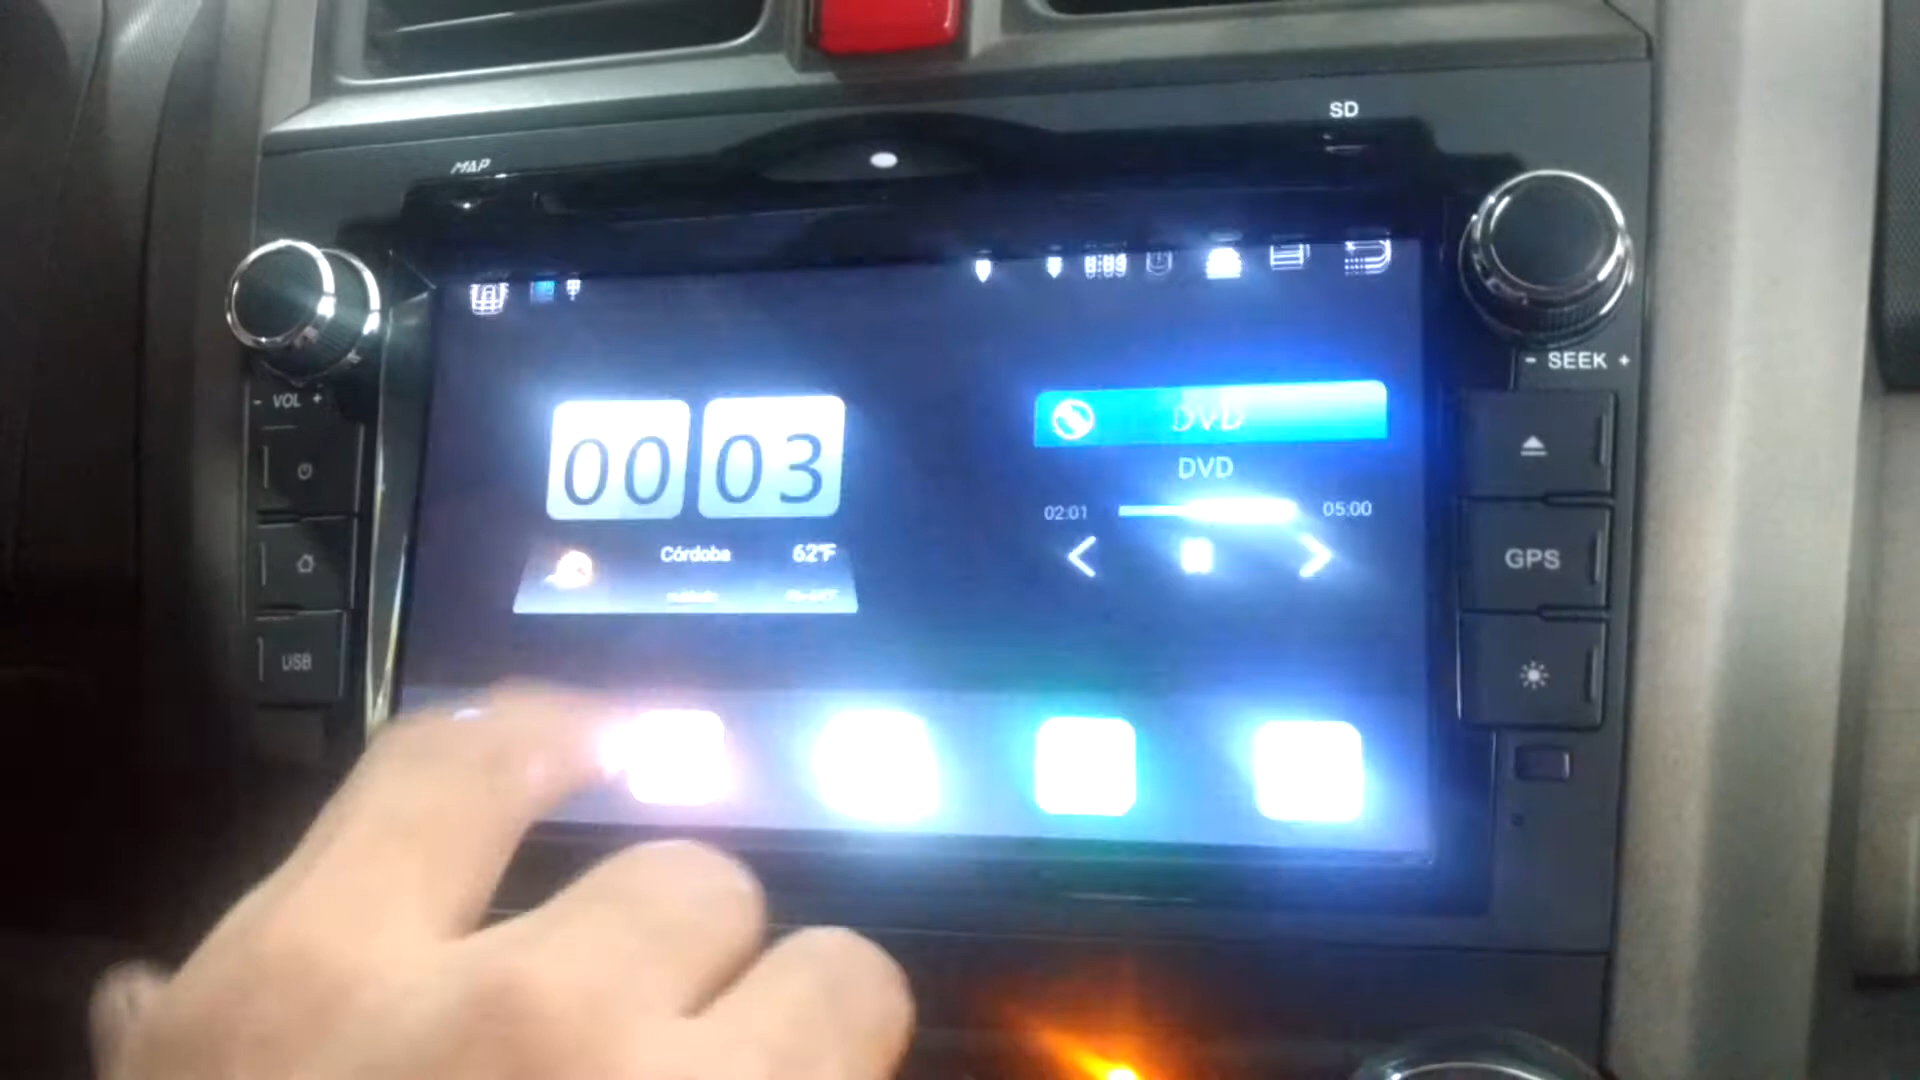 SD
MAP
- SEEK +
- VOL +
00 03
DVD
DVD
02:01 05:00
Córdoba 62°F
GPS
USB